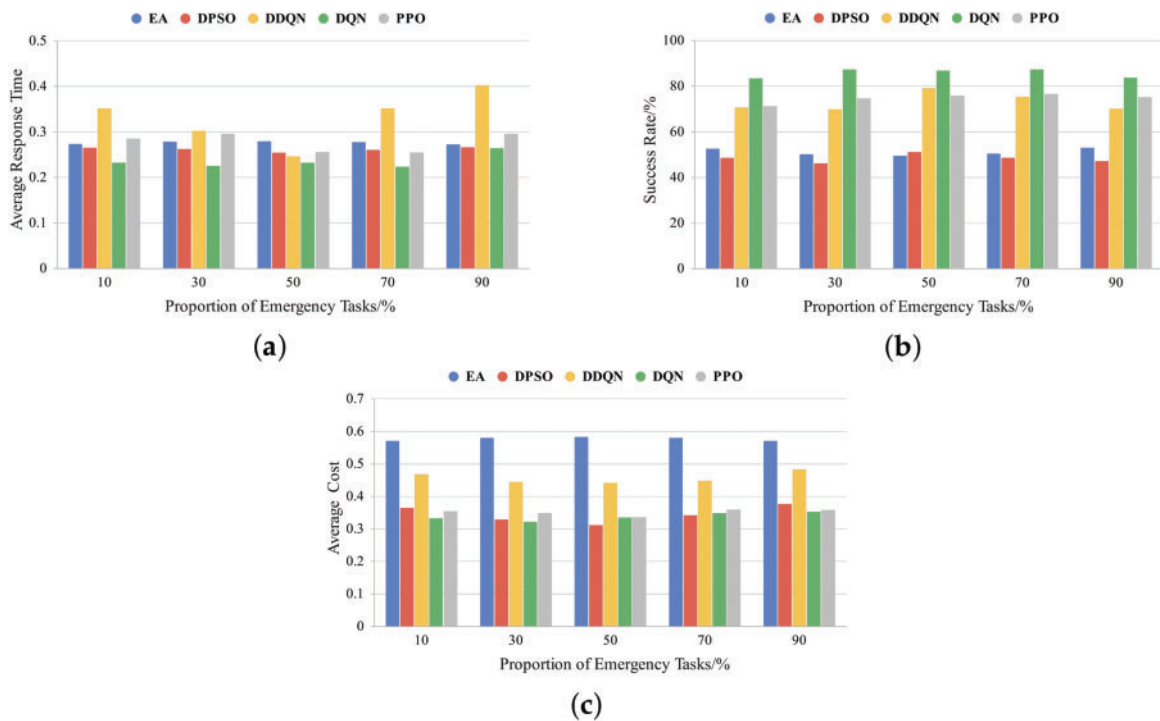 EA DPSO DDQN DQN PPO
0.5
0.4
0.3
0.2
0.1
0
Average Response Time
10 30 50 70 90
Proportion of Emergency Tasks/%
(a)
EA DPSO DDQN DQN PPO
100
80
60
40
20
0
Success Rate/%
10 30 50 70 90
Proportion of Emergency Tasks/%
(b)
EA DPSO DDQN DQN PPO
0.7
0.6
0.5
0.4
0.3
0.2
0.1
0
Average Cost
10 30 50 70 90
Proportion of Emergency Tasks/%
(c)